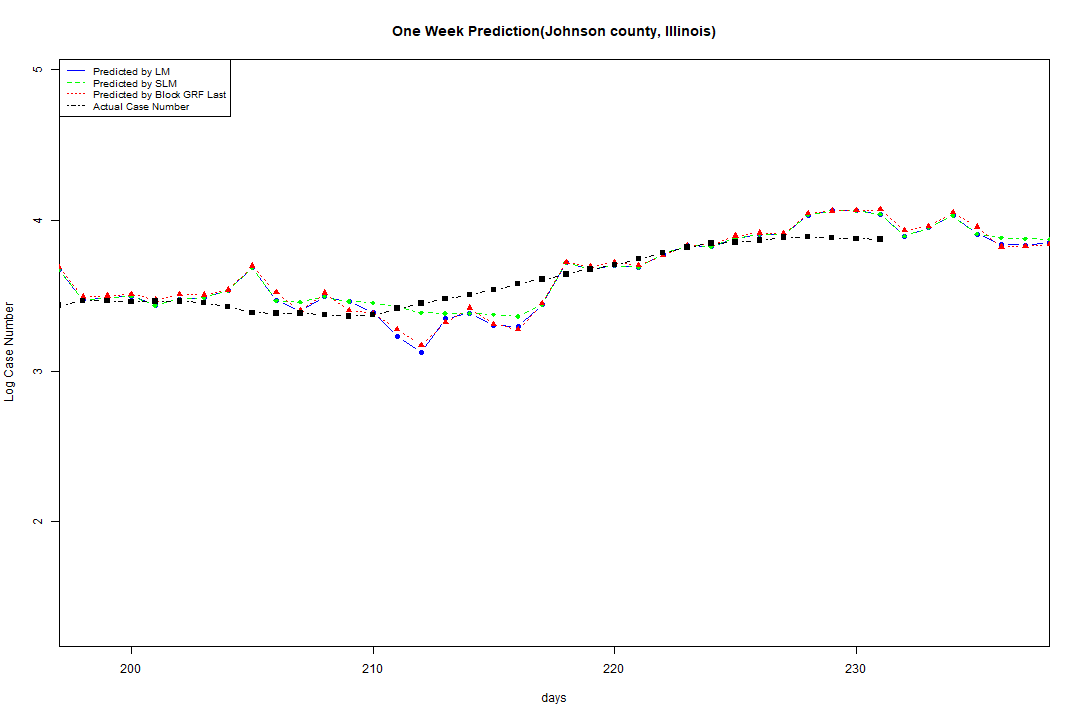 One Week Prediction(Johnson county, Illinois)
Predicted by LM
Predicted by SLM
Predicted by Block GRF Last
Actual Case Number
5
4
3
2
Log Case Number
200 210 220 230
days